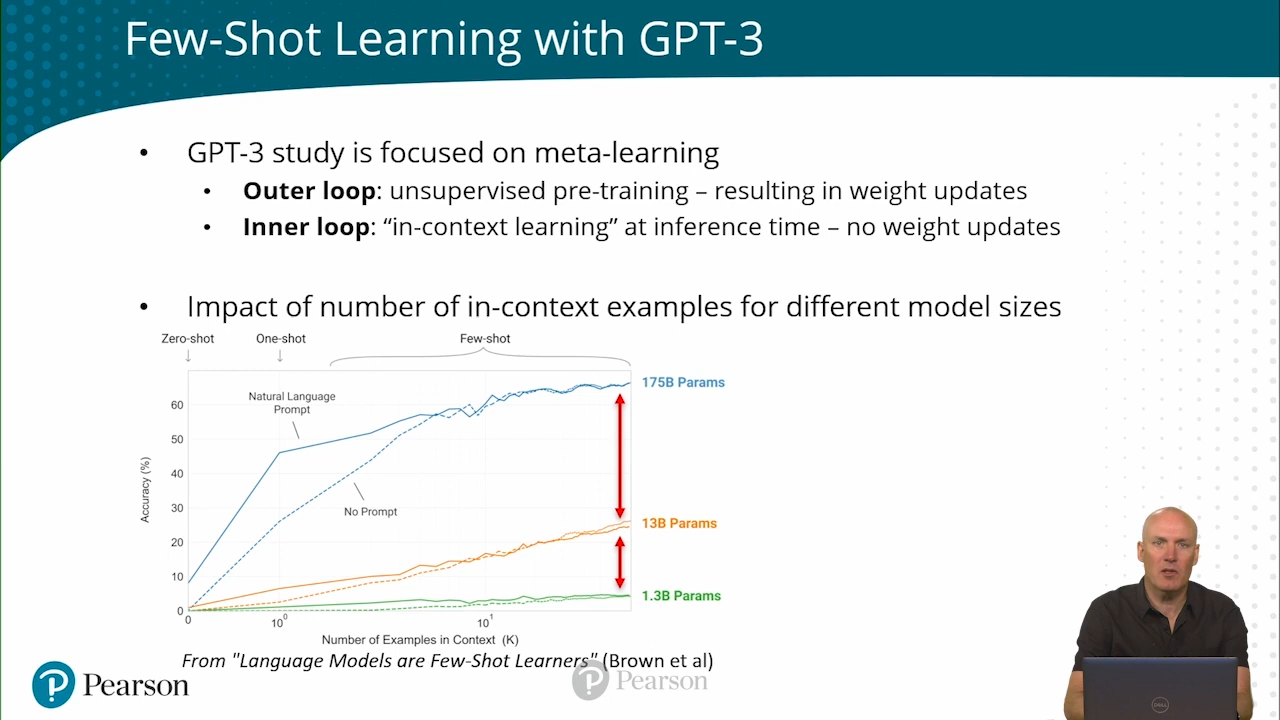 Few-Shot Learning with GPT-3
• GPT-3 study is focused on meta-learning
• Outer loop: unsupervised pre-training – resulting in weight updates
• Inner loop: “in-context learning” at inference time – no weight updates
• Impact of number of in-context examples for different model sizes
Zero-shot One-shot Few-shot
175B Params
Natural Language
Prompt
No Prompt
13B Params
1.3B Params
Accuracy (%)
60
50
40
30
20
10
0
0 10⁰ 10¹
Number of Examples in Context (K)
From "Language Models are Few-Shot Learners" (Brown et al)
Pearson
Pearson
DELL